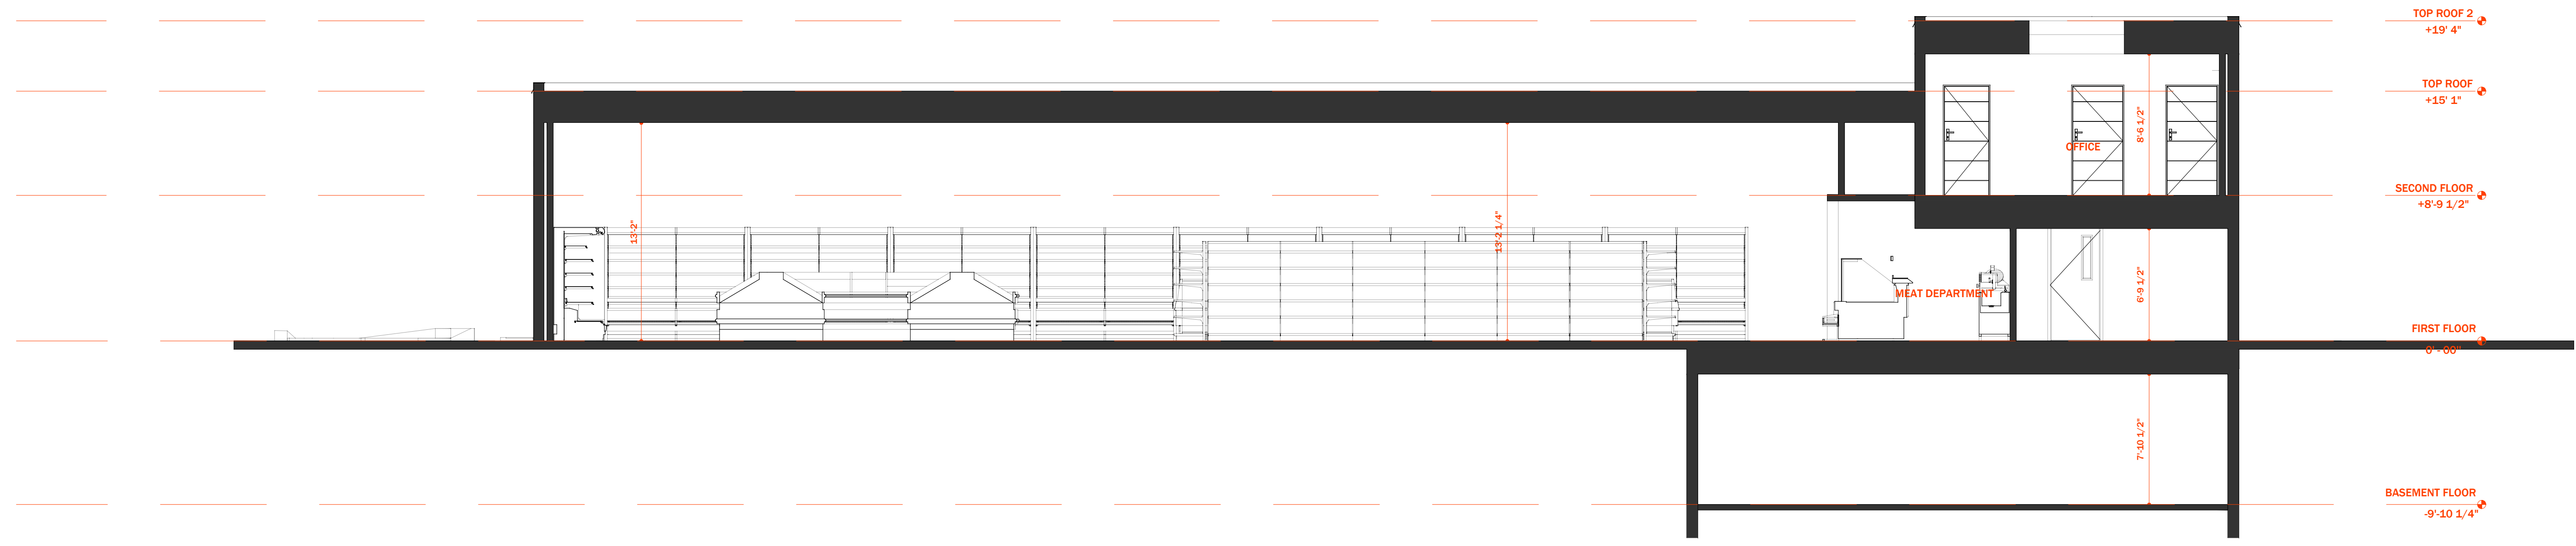 TOP ROOF 2
+19' 4"
TOP ROOF
+15' 1"
8'-6 1/2"
OFFICE
SECOND FLOOR
+8'-9 1/2"
13'-2"
13'-2 1/4"
6'-9 1/2"
MEAT DEPARTMENT
FIRST FLOOR
0' - 00"
7'-10 1/2"
BASEMENT FLOOR
-9'-10 1/4"